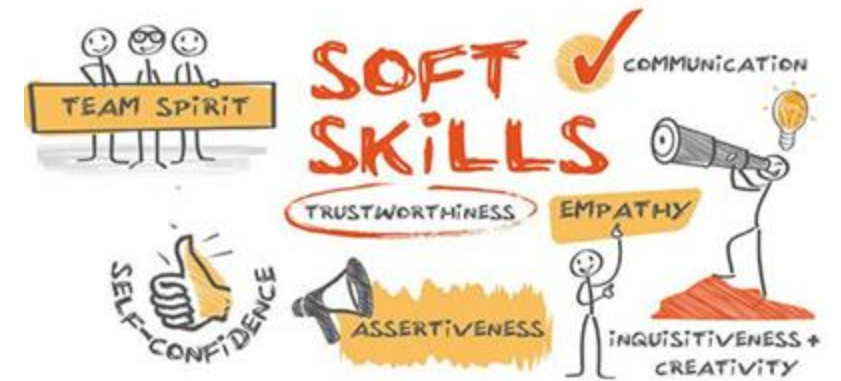 SOFT
SKiLLS
TEAM SPiRiT
COMMUNiCATiON
TRUSTWORTHiNESS
EMPATHY
SELF-CONFiDENCE
ASSERTiVENESS
iNQUiSiTiVENESS +
CREATiViTY